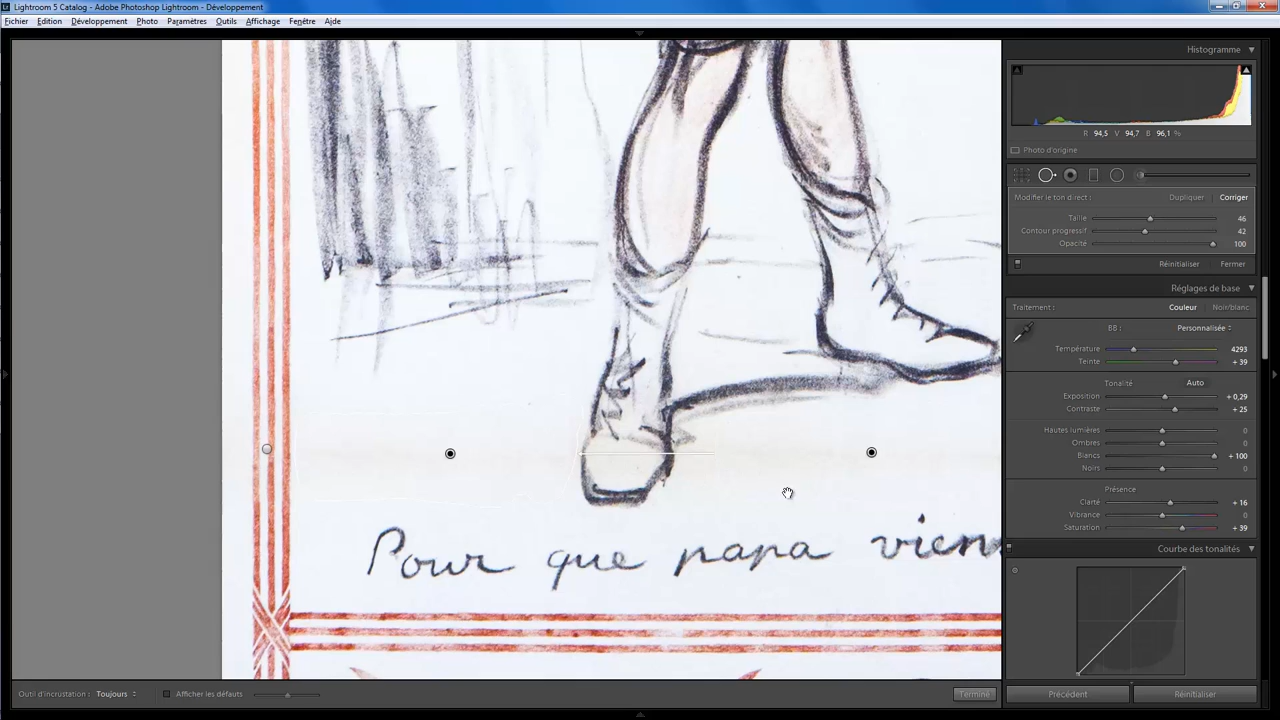 Lightroom 5 Catalog - Adobe Photoshop Lightroom - Développement
Fichier Edition Développement Photo Paramètres Outils Affichage Fenêtre Aide
Histogramme
R 94,5 V 94,7 B 96,1 %
Photo d'origine
Modifier le ton direct : Dupliquer Corriger
Taille 46
Contour progressif 42
Opacité 100
Réinitialiser Fermer
Réglages de base
Traitement : Couleur Noir/blanc
BB : Personnalisée
Température 4293
Teinte + 39
Tonalité Auto
Exposition + 0,29
Contraste + 25
Hautes lumières 0
Ombres 0
Blancs + 100
Noirs 0
Présence
Clarté + 16
Vibrance 0
Saturation + 39
Courbe des tonalités
Pour que papa vien
Outil d'incrustation : Toujours Afficher les défauts Terminé
Précédent Réinitialiser